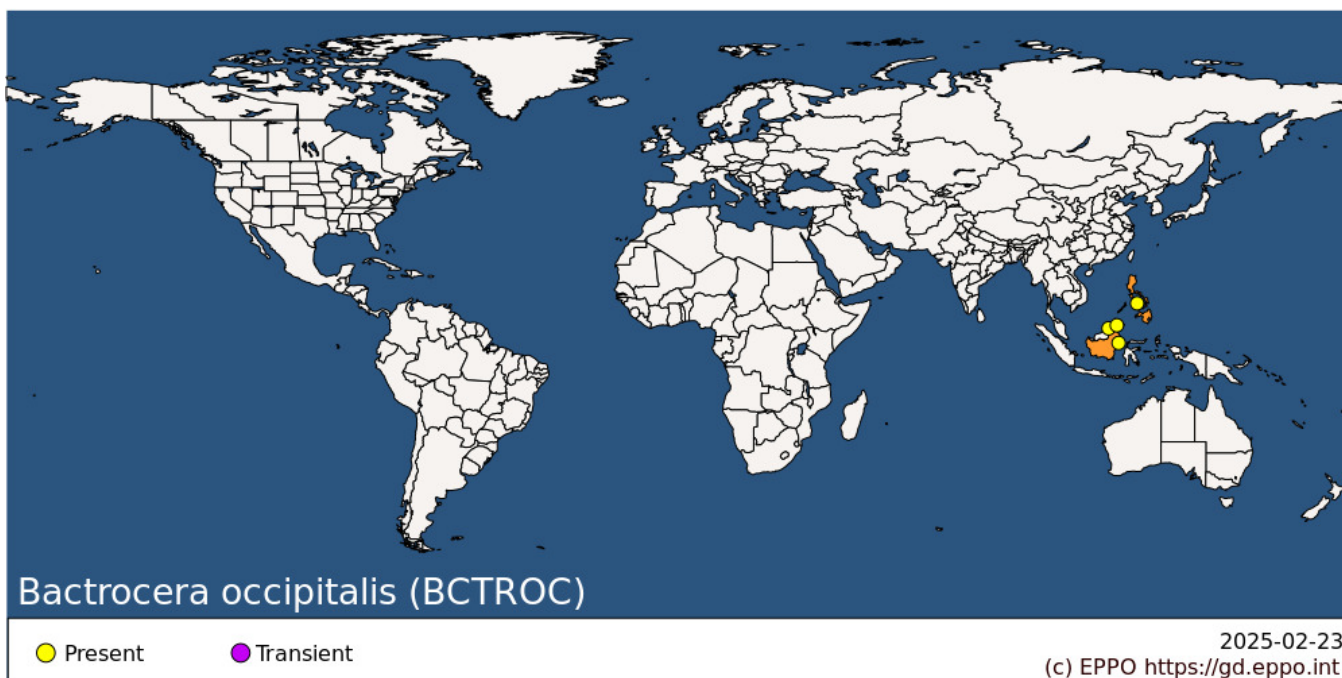 Bactrocera occipitalis (BCTROC)
Present
Transient
2025-02-23
(c) EPPO https://gd.eppo.int